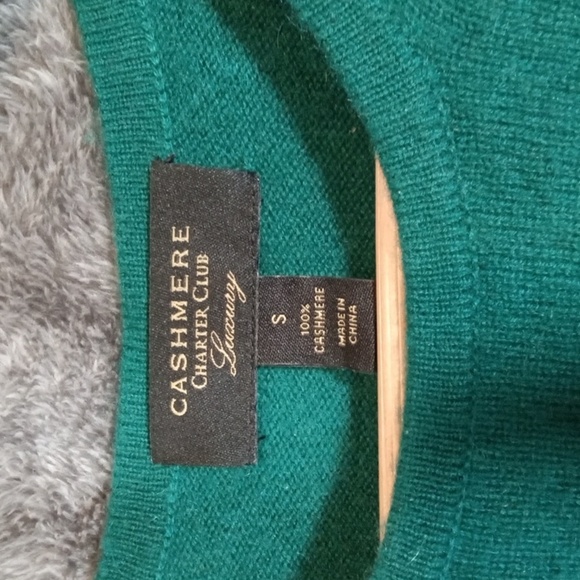 CASHMERE
CHARTER CLUB
Luxury
S
100%
CASHMERE
MADE IN
CHINA